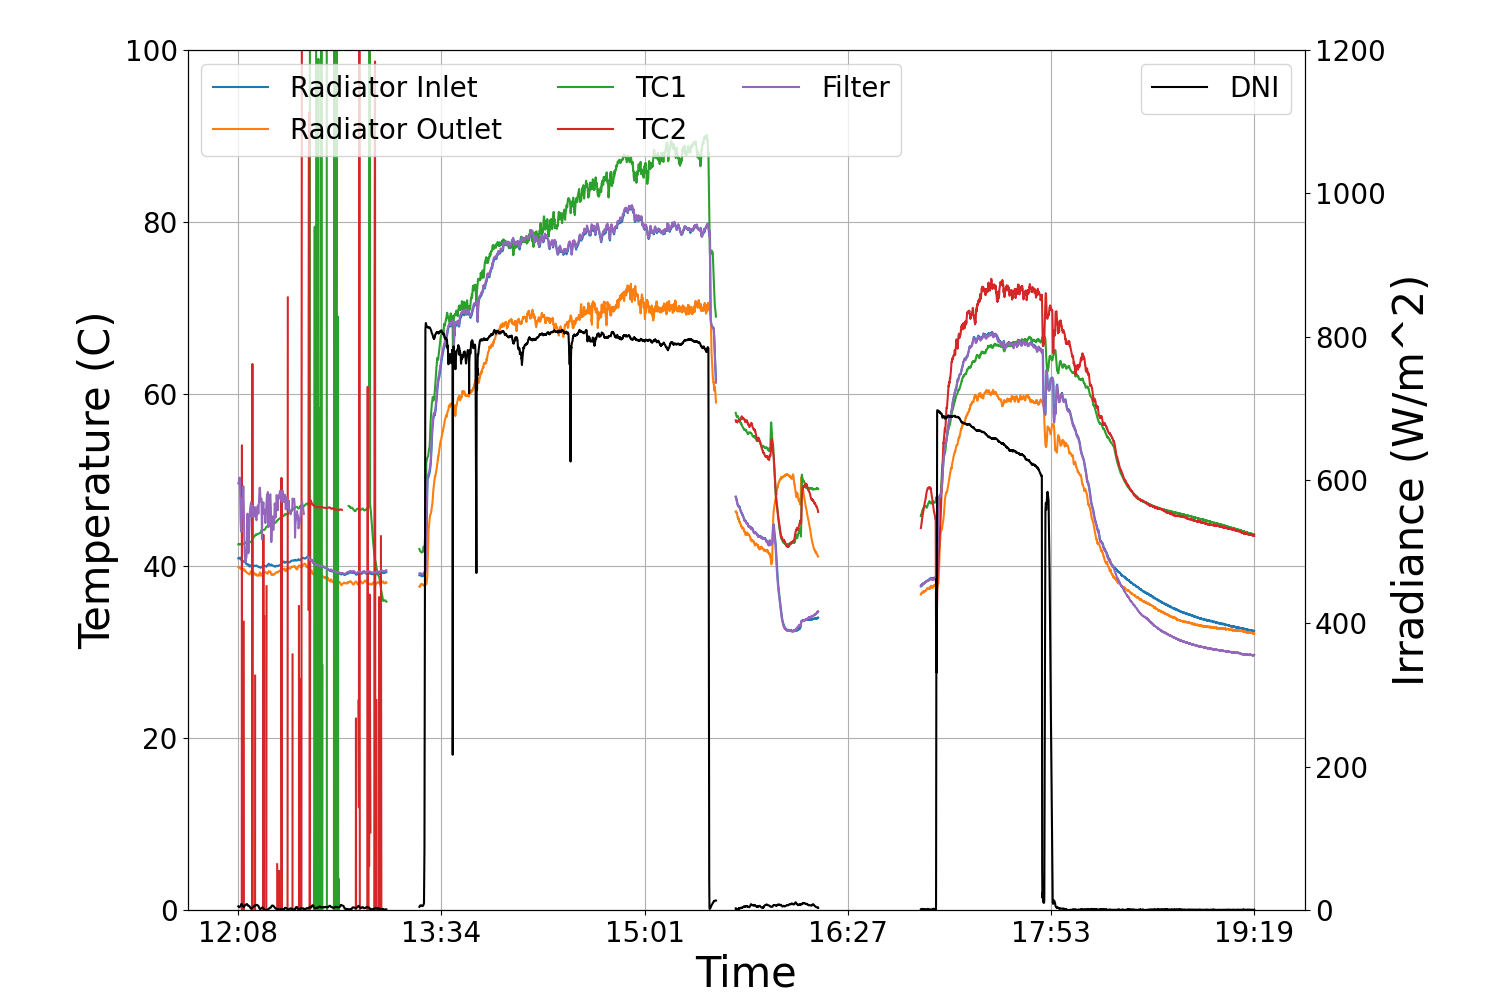 100
80
60
40
20
0
Temperature (C)
Radiator Inlet
Radiator Outlet
TC1
TC2
Filter
DNI
1200
1000
800
600
400
200
0
Irradiance (W/m^2)
12:08
13:34
15:01
16:27
17:53
19:19
Time